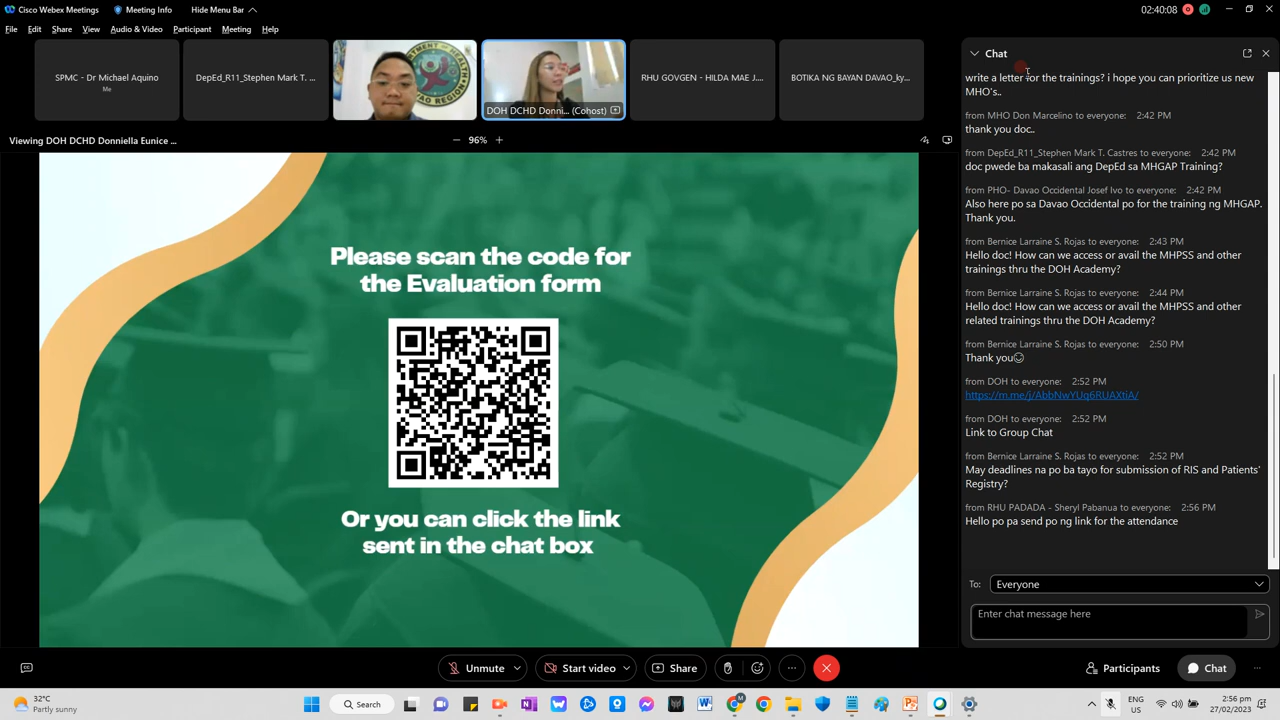 Cisco Webex Meetings
Meeting Info
Hide Menu Bar
02:40:08
File Edit Share View Audio & Video Participant Meeting Help
SPMC - Dr Michael Aquino
Me
DepEd_R11_Stephen Mark T. ...
DOH DCHD Donni... (Cohost)
RHU GOVGEN - HILDA MAE J....
BOTIKA NG BAYAN DAVAO_ky...
Viewing DOH DCHD Donniella Eunice ...
96%
Please scan the code for
the Evaluation form
Or you can click the link
sent in the chat box
Chat
write a letter for the trainings? i hope you can prioritize us new
MHO's..
from MHO Don Marcelino to everyone: 2:42 PM
thank you doc..
from DepEd_R11_Stephen Mark T. Castres to everyone: 2:42 PM
doc pwede ba makasali ang DepEd sa MHGAP Training?
from PHO- Davao Occidental Josef Ivo to everyone: 2:42 PM
Also here po sa Davao Occidental po for the training ng MHGAP.
Thank you.
from Bernice Larraine S. Rojas to everyone: 2:43 PM
Hello doc! How can we access or avail the MHPSS and other
trainings thru the DOH Academy?
from Bernice Larraine S. Rojas to everyone: 2:44 PM
Hello doc! How can we access or avail the MHPSS and other
related trainings thru the DOH Academy?
from Bernice Larraine S. Rojas to everyone: 2:50 PM
Thank you☺
from DOH to everyone: 2:52 PM
https://m.me/j/AbbNwYUq6RUAXtiA/
from DOH to everyone: 2:52 PM
Link to Group Chat
from Bernice Larraine S. Rojas to everyone: 2:52 PM
May deadlines na po ba tayo for submission of RIS and Patients'
Registry?
from RHU PADADA - Sheryl Pabanua to everyone: 2:56 PM
Hello po pa send po ng link for the attendance
To: Everyone
Enter chat message here
Unmute
Start video
Share
Participants
Chat
32°C
Partly sunny
Search
ENG
US
2:56 pm
27/02/2023